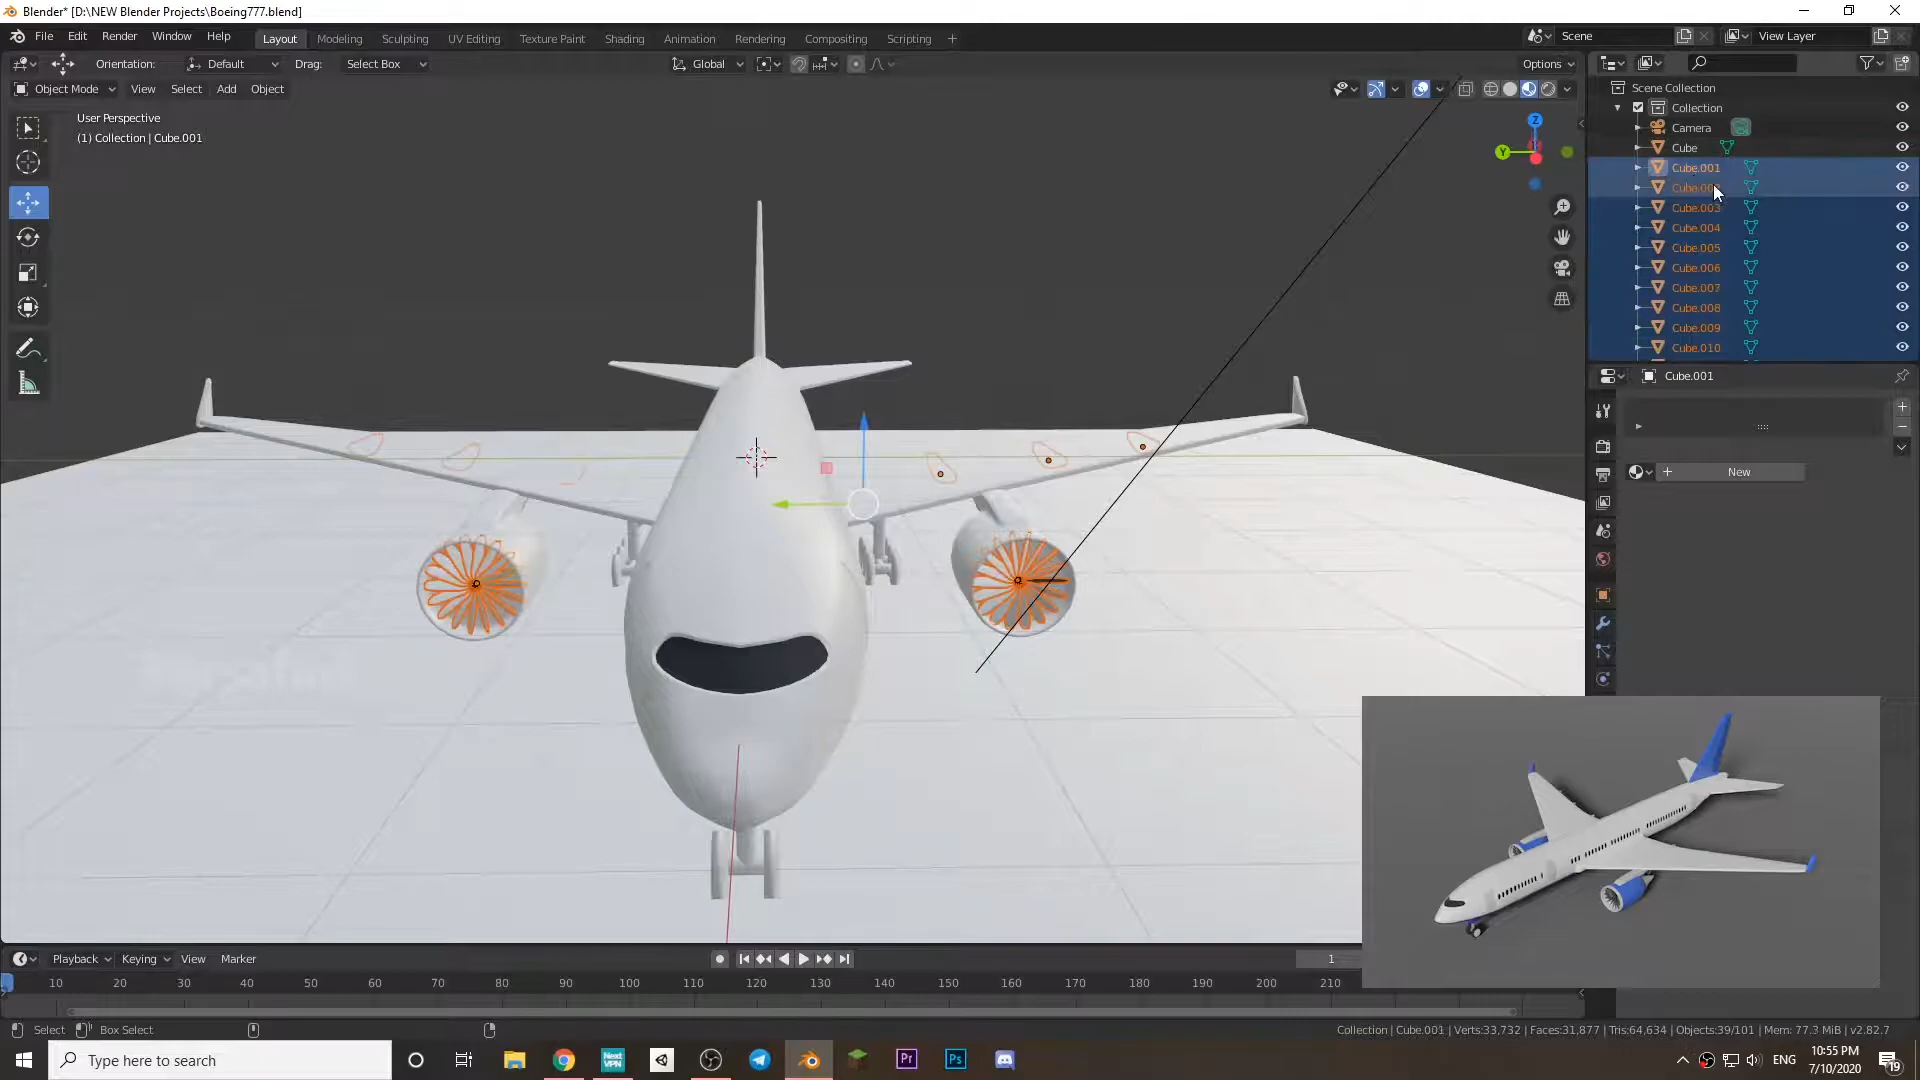 Blender* [D:\NEW Blender Projects\Boeing777.blend]
File Edit Render Window Help
Layout Modeling Sculpting UV Editing Texture Paint Shading Animation Rendering Compositing Scripting +
Scene
View Layer
Orientation: Default Drag: Select Box
Global
Options
Object Mode View Select Add Object
User Perspective
(1) Collection | Cube.001
Z
Y
Scene Collection
Collection
Camera
Cube
Cube.001
Cube.003
Cube.004
Cube.005
Cube.006
Cube.007
Cube.008
Cube.009
Cube.010
Cube.001
New
Playback Keying View Marker
1
10 20 30 40 50 60 70 80 90 100 110 120 130 140 150 160 170 180 190 200 210
Select Box Select
Collection | Cube.001 | Verts:33,732 | Faces:31,877 | Tris:64,634 | Objects:39/101 | Mem: 77.3 MiB | v2.82.7
Type here to search
Next VPN
Pr
Ps
ENG
10:55 PM
7/10/2020
19